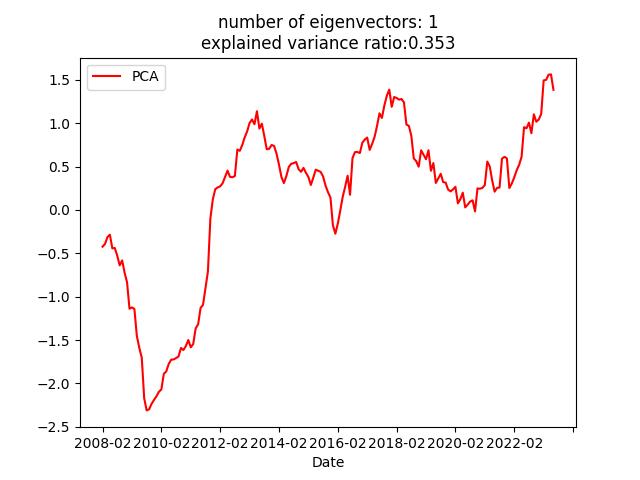 number of eigenvectors: 1
explained variance ratio:0.353
PCA
1.5
1.0
0.5
0.0
−0.5
−1.0
−1.5
−2.0
−2.5
2008-02 2010-02 2012-02 2014-02 2016-02 2018-02 2020-02 2022-02
Date